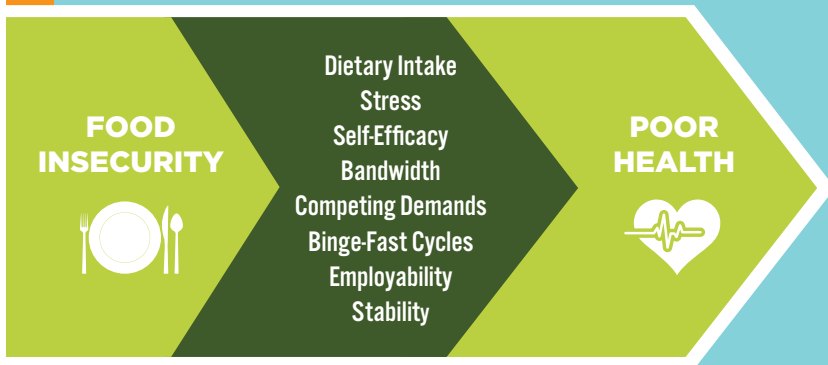 FOOD
INSECURITY
Dietary Intake
Stress
Self-Efficacy
Bandwidth
Competing Demands
Binge-Fast Cycles
Employability
Stability
POOR
HEALTH